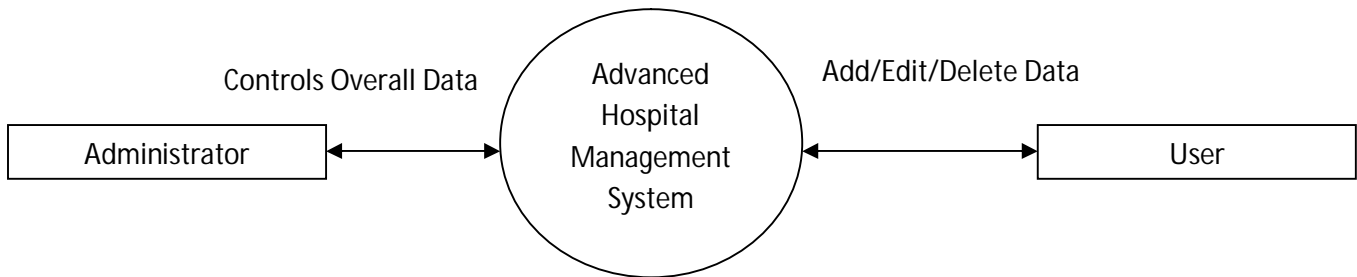 Controls Overall Data
Administrator
Advanced
Hospital
Management
System
Add/Edit/Delete Data
User